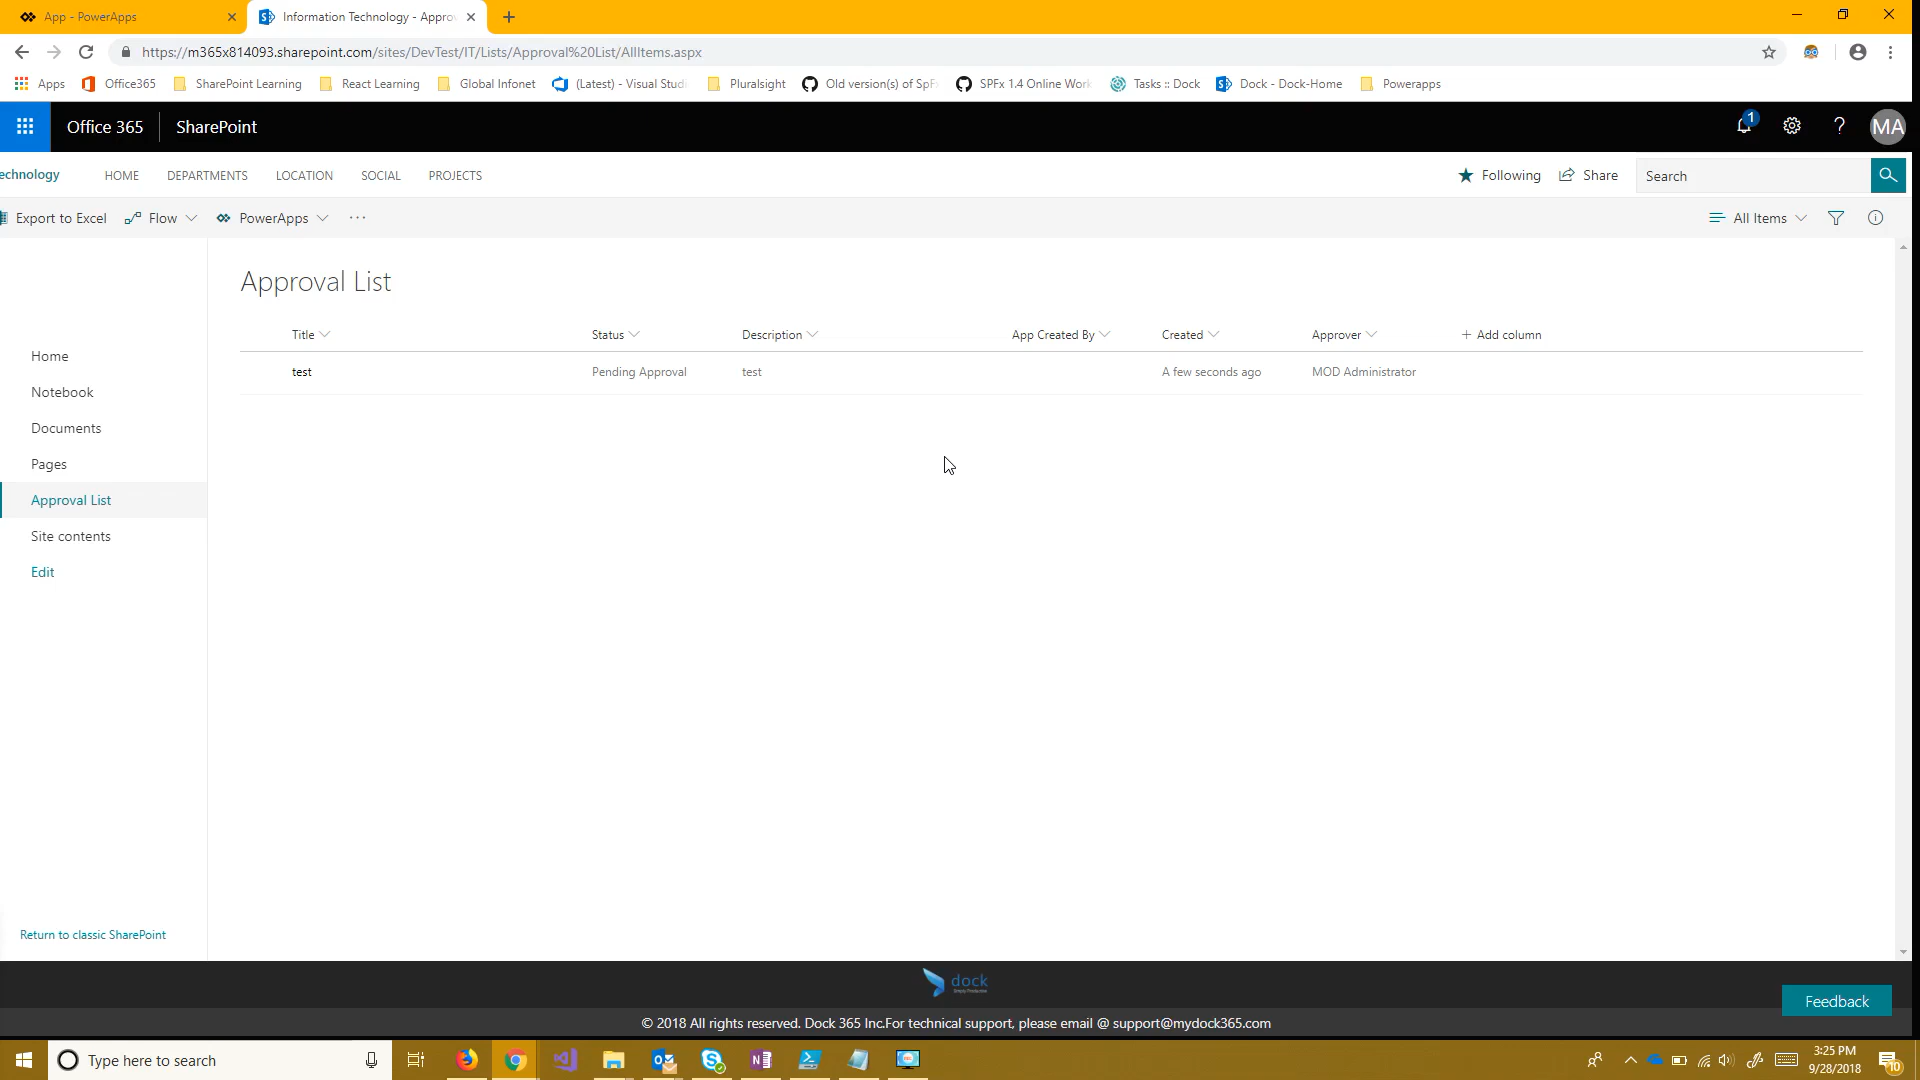 App - PowerApps
Information Technology - Appro
https://m365x814093.sharepoint.com/sites/DevTest/IT/Lists/Approval%20List/AllItems.aspx
Apps Office365 SharePoint Learning React Learning Global Infonet (Latest) - Visual Studi Pluralsight Old version(s) of SpF SPFx 1.4 Online Work Tasks :: Dock Dock - Dock-Home Powerapps
Office 365 SharePoint 1 ? MA
echnology HOME DEPARTMENTS LOCATION SOCIAL PROJECTS Following Share Search
Export to Excel Flow PowerApps ... All Items
Approval List
Title Status Description App Created By Created Approver + Add column
test Pending Approval test A few seconds ago MOD Administrator
Home
Notebook
Documents
Pages
Approval List
Site contents
Edit
Return to classic SharePoint
dock
Feedback
© 2018 All rights reserved. Dock 365 Inc.For technical support, please email @ support@mydock365.com
Type here to search
3:25 PM
9/28/2018
10